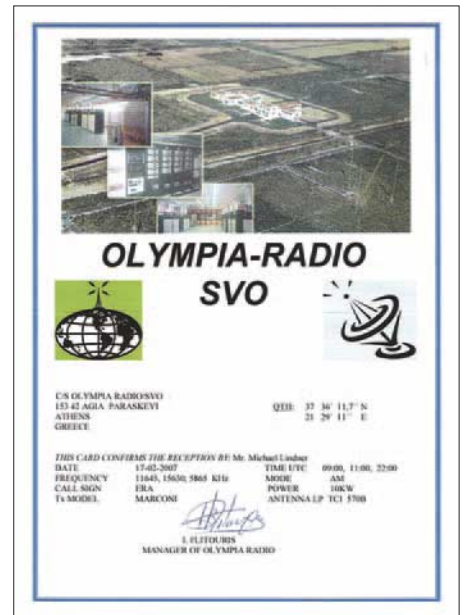 OLYMPIA-RADIO
SVO
C/S OLYMPIA RADIO/SVO
153 42 AGIA PARASKEVI
ATHENS
GREECE
QTH: 37 36' 11,7'' N
21 29' 11'' E
THIS CARD CONFIRMS THE RECEPTION BY: Mr. Michael Lindner
DATE 17-02-2007 TIME UTC 09:00, 11:00, 22:00
FREQUENCY 11645, 15630, 5865 KHz MODE AM
CALL SIGN ERA POWER 10KW
Tx MODEL MARCONI ANTENNA LP TCI 570B
I. FLITOURIS
MANAGER OF OLYMPIA RADIO